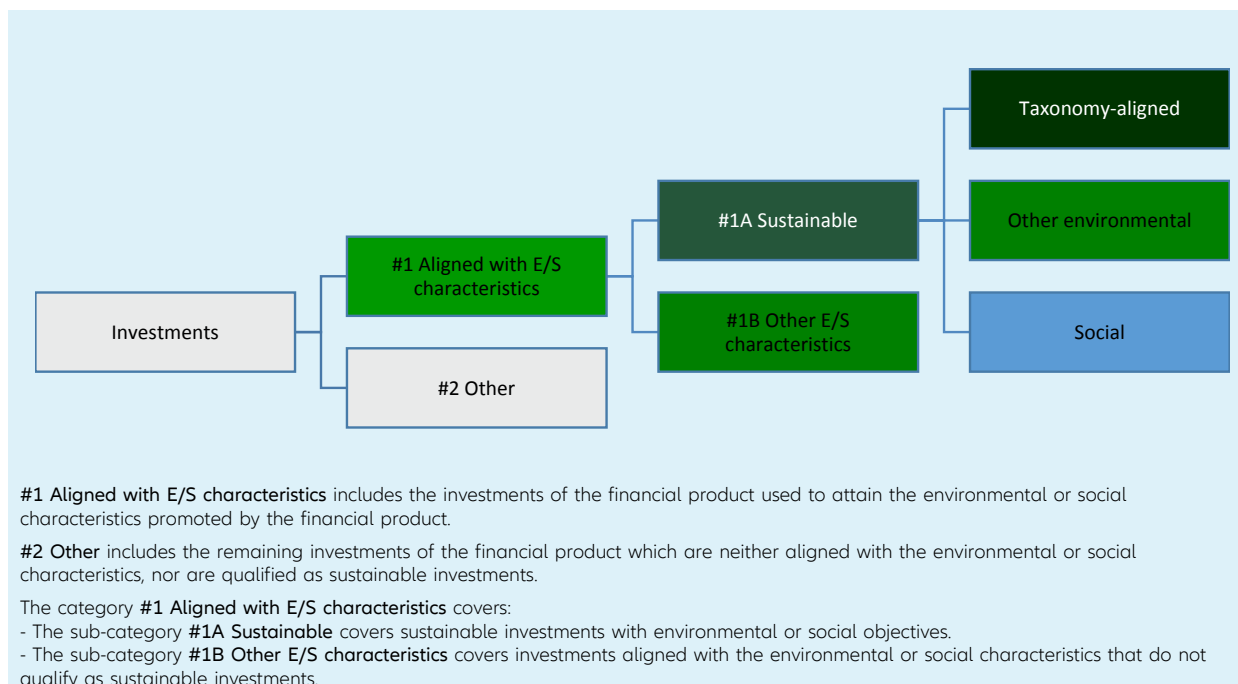 Taxonomy-aligned
#1A Sustainable
Other environmental
#1 Aligned with E/S
characteristics
#1B Other E/S
characteristics
Investments
Social
#2 Other
#1 Aligned with E/S characteristics includes the investments of the financial product used to attain the environmental or social
characteristics promoted by the financial product.
#2 Other includes the remaining investments of the financial product which are neither aligned with the environmental or social
characteristics, nor are qualified as sustainable investments.
The category #1 Aligned with E/S characteristics covers:
- The sub-category #1A Sustainable covers sustainable investments with environmental or social objectives.
- The sub-category #1B Other E/S characteristics covers investments aligned with the environmental or social characteristics that do not
qualify as sustainable investments.